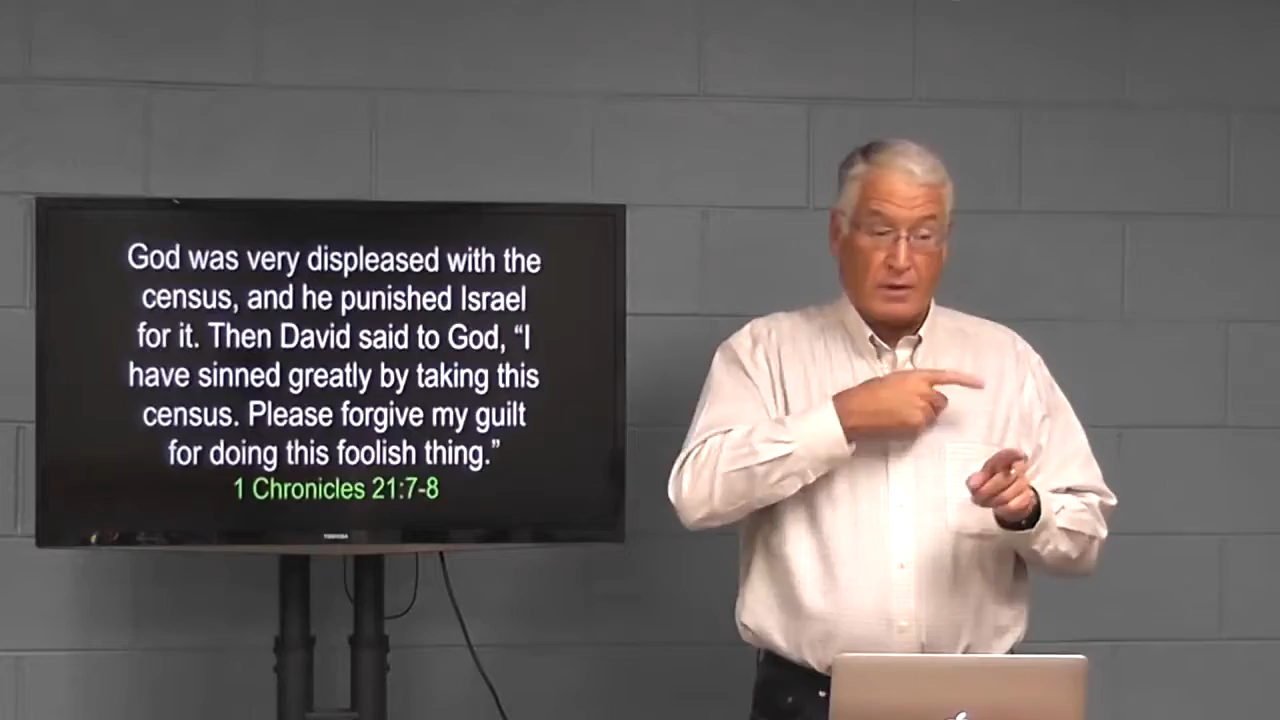 God was very displeased with the
census, and he punished Israel
for it. Then David said to God, “I
have sinned greatly by taking this
census. Please forgive my guilt
for doing this foolish thing.”
1 Chronicles 21:7-8
TOSHIBA